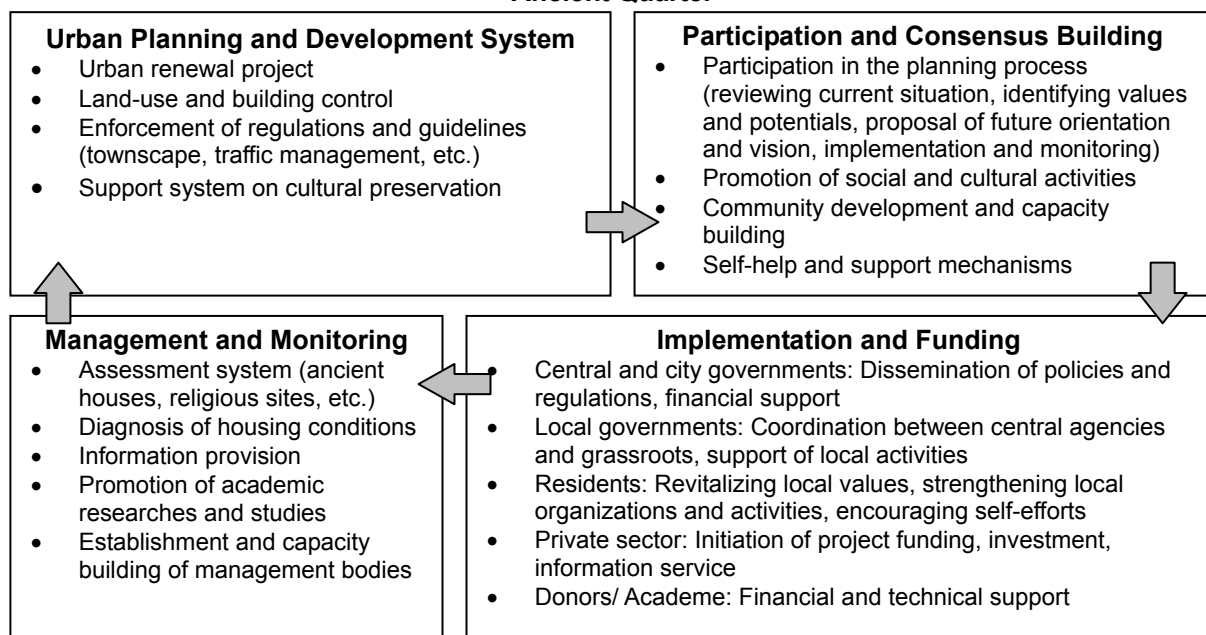 Ancient Quarter
Urban Planning and Development System
• Urban renewal project
• Land-use and building control
• Enforcement of regulations and guidelines
(townscape, traffic management, etc.)
• Support system on cultural preservation
Participation and Consensus Building
• Participation in the planning process
(reviewing current situation, identifying values
and potentials, proposal of future orientation
and vision, implementation and monitoring)
• Promotion of social and cultural activities
• Community development and capacity
building
• Self-help and support mechanisms
Management and Monitoring
• Assessment system (ancient
houses, religious sites, etc.)
• Diagnosis of housing conditions
• Information provision
• Promotion of academic
researches and studies
• Establishment and capacity
building of management bodies
Implementation and Funding
• Central and city governments: Dissemination of policies and
regulations, financial support
• Local governments: Coordination between central agencies
and grassroots, support of local activities
• Residents: Revitalizing local values, strengthening local
organizations and activities, encouraging self-efforts
• Private sector: Initiation of project funding, investment,
information service
• Donors/ Academe: Financial and technical support